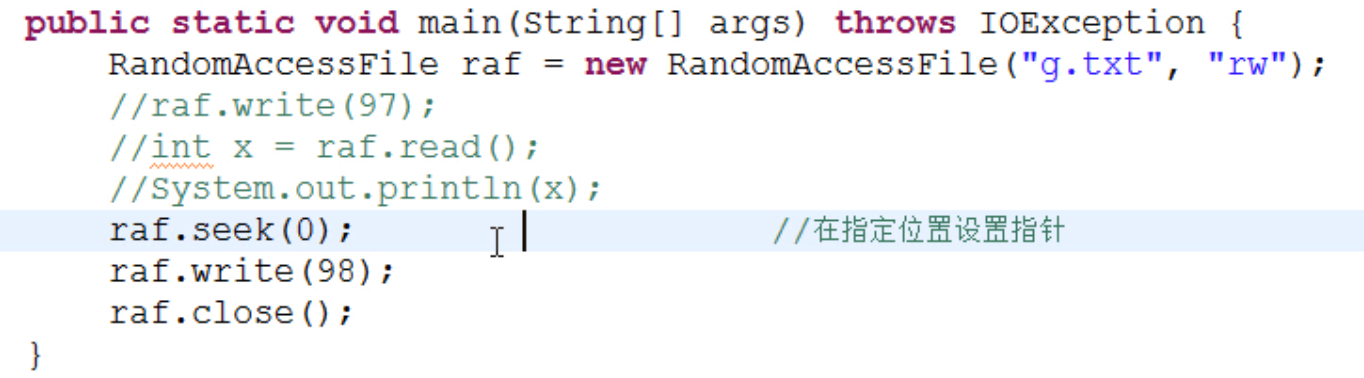 public static void main(String[] args) throws IOException {
    RandomAccessFile raf = new RandomAccessFile("g.txt", "rw");
    //raf.write(97);
    //int x = raf.read();
    //System.out.println(x);
    raf.seek(0);                    //在指定位置设置指针
    raf.write(98);
    raf.close();
}